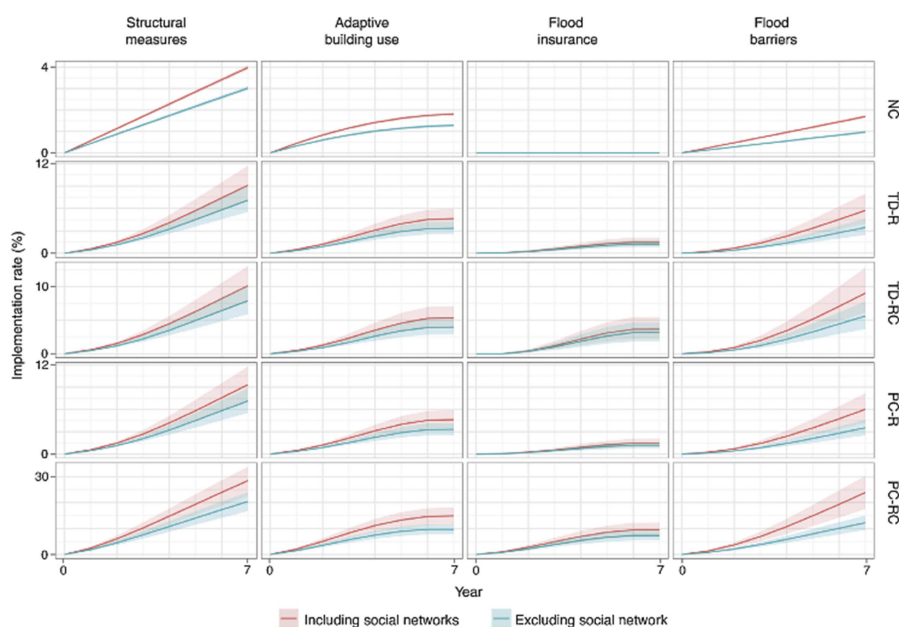 Structural
measures
Adaptive
building use
Flood
insurance
Flood
barriers
4
0
NC
12
0
TD-R
10
0
TD-RC
12
0
PC-R
30
0
PC-RC
Implementation rate (%)
0 7 0 7 0 7 0 7
Year
Including social networks Excluding social network